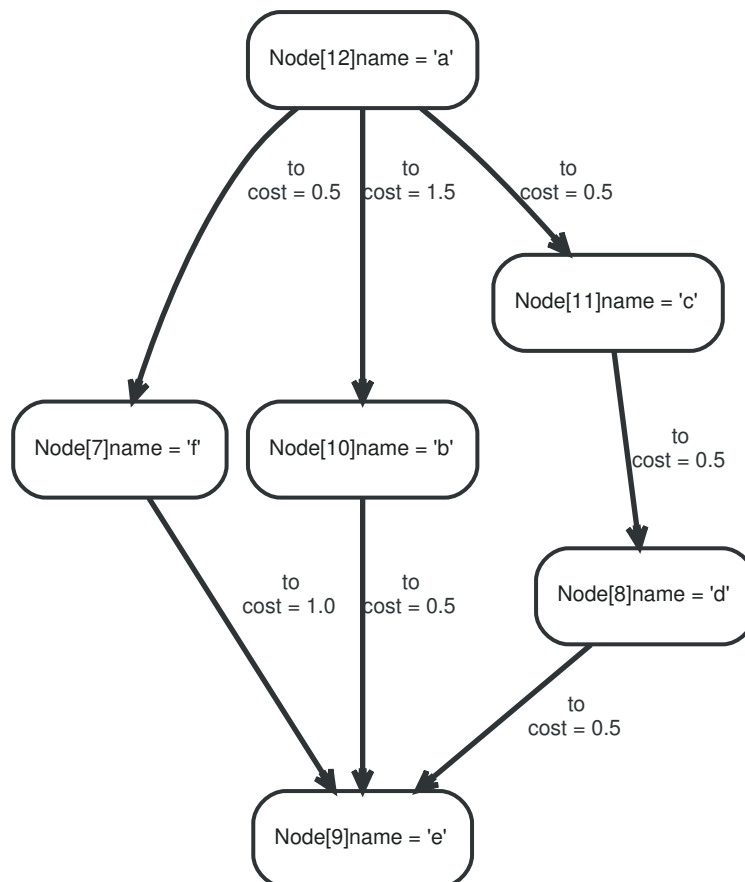 Node[12]name = 'a'
to
cost = 0.5
to
cost = 1.5
to
cost = 0.5
Node[11]name = 'c'
Node[7]name = 'f'
Node[10]name = 'b'
to
cost = 0.5
to
cost = 1.0
to
cost = 0.5
Node[8]name = 'd'
to
cost = 0.5
Node[9]name = 'e'